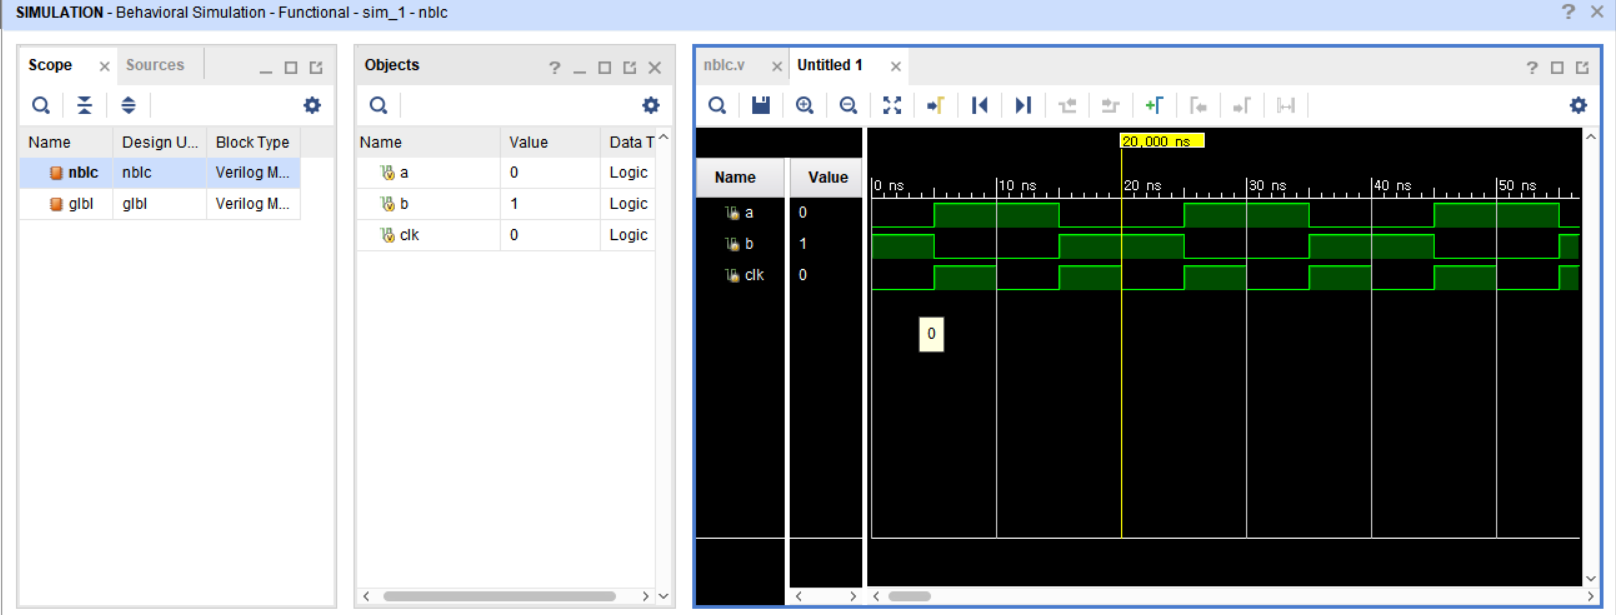 SIMULATION - Behavioral Simulation - Functional - sim_1 - nblc
Scope
Sources
Name Design U... Block Type
nblc nblc Verilog M...
glbl glbl Verilog M...
Objects
Name Value Data T
a 0 Logic
b 1 Logic
clk 0 Logic
nblc.v
Untitled 1
20,000 ns
Name Value
0 ns 10 ns 20 ns 30 ns 40 ns 50 ns
a 0
b 1
clk 0
0